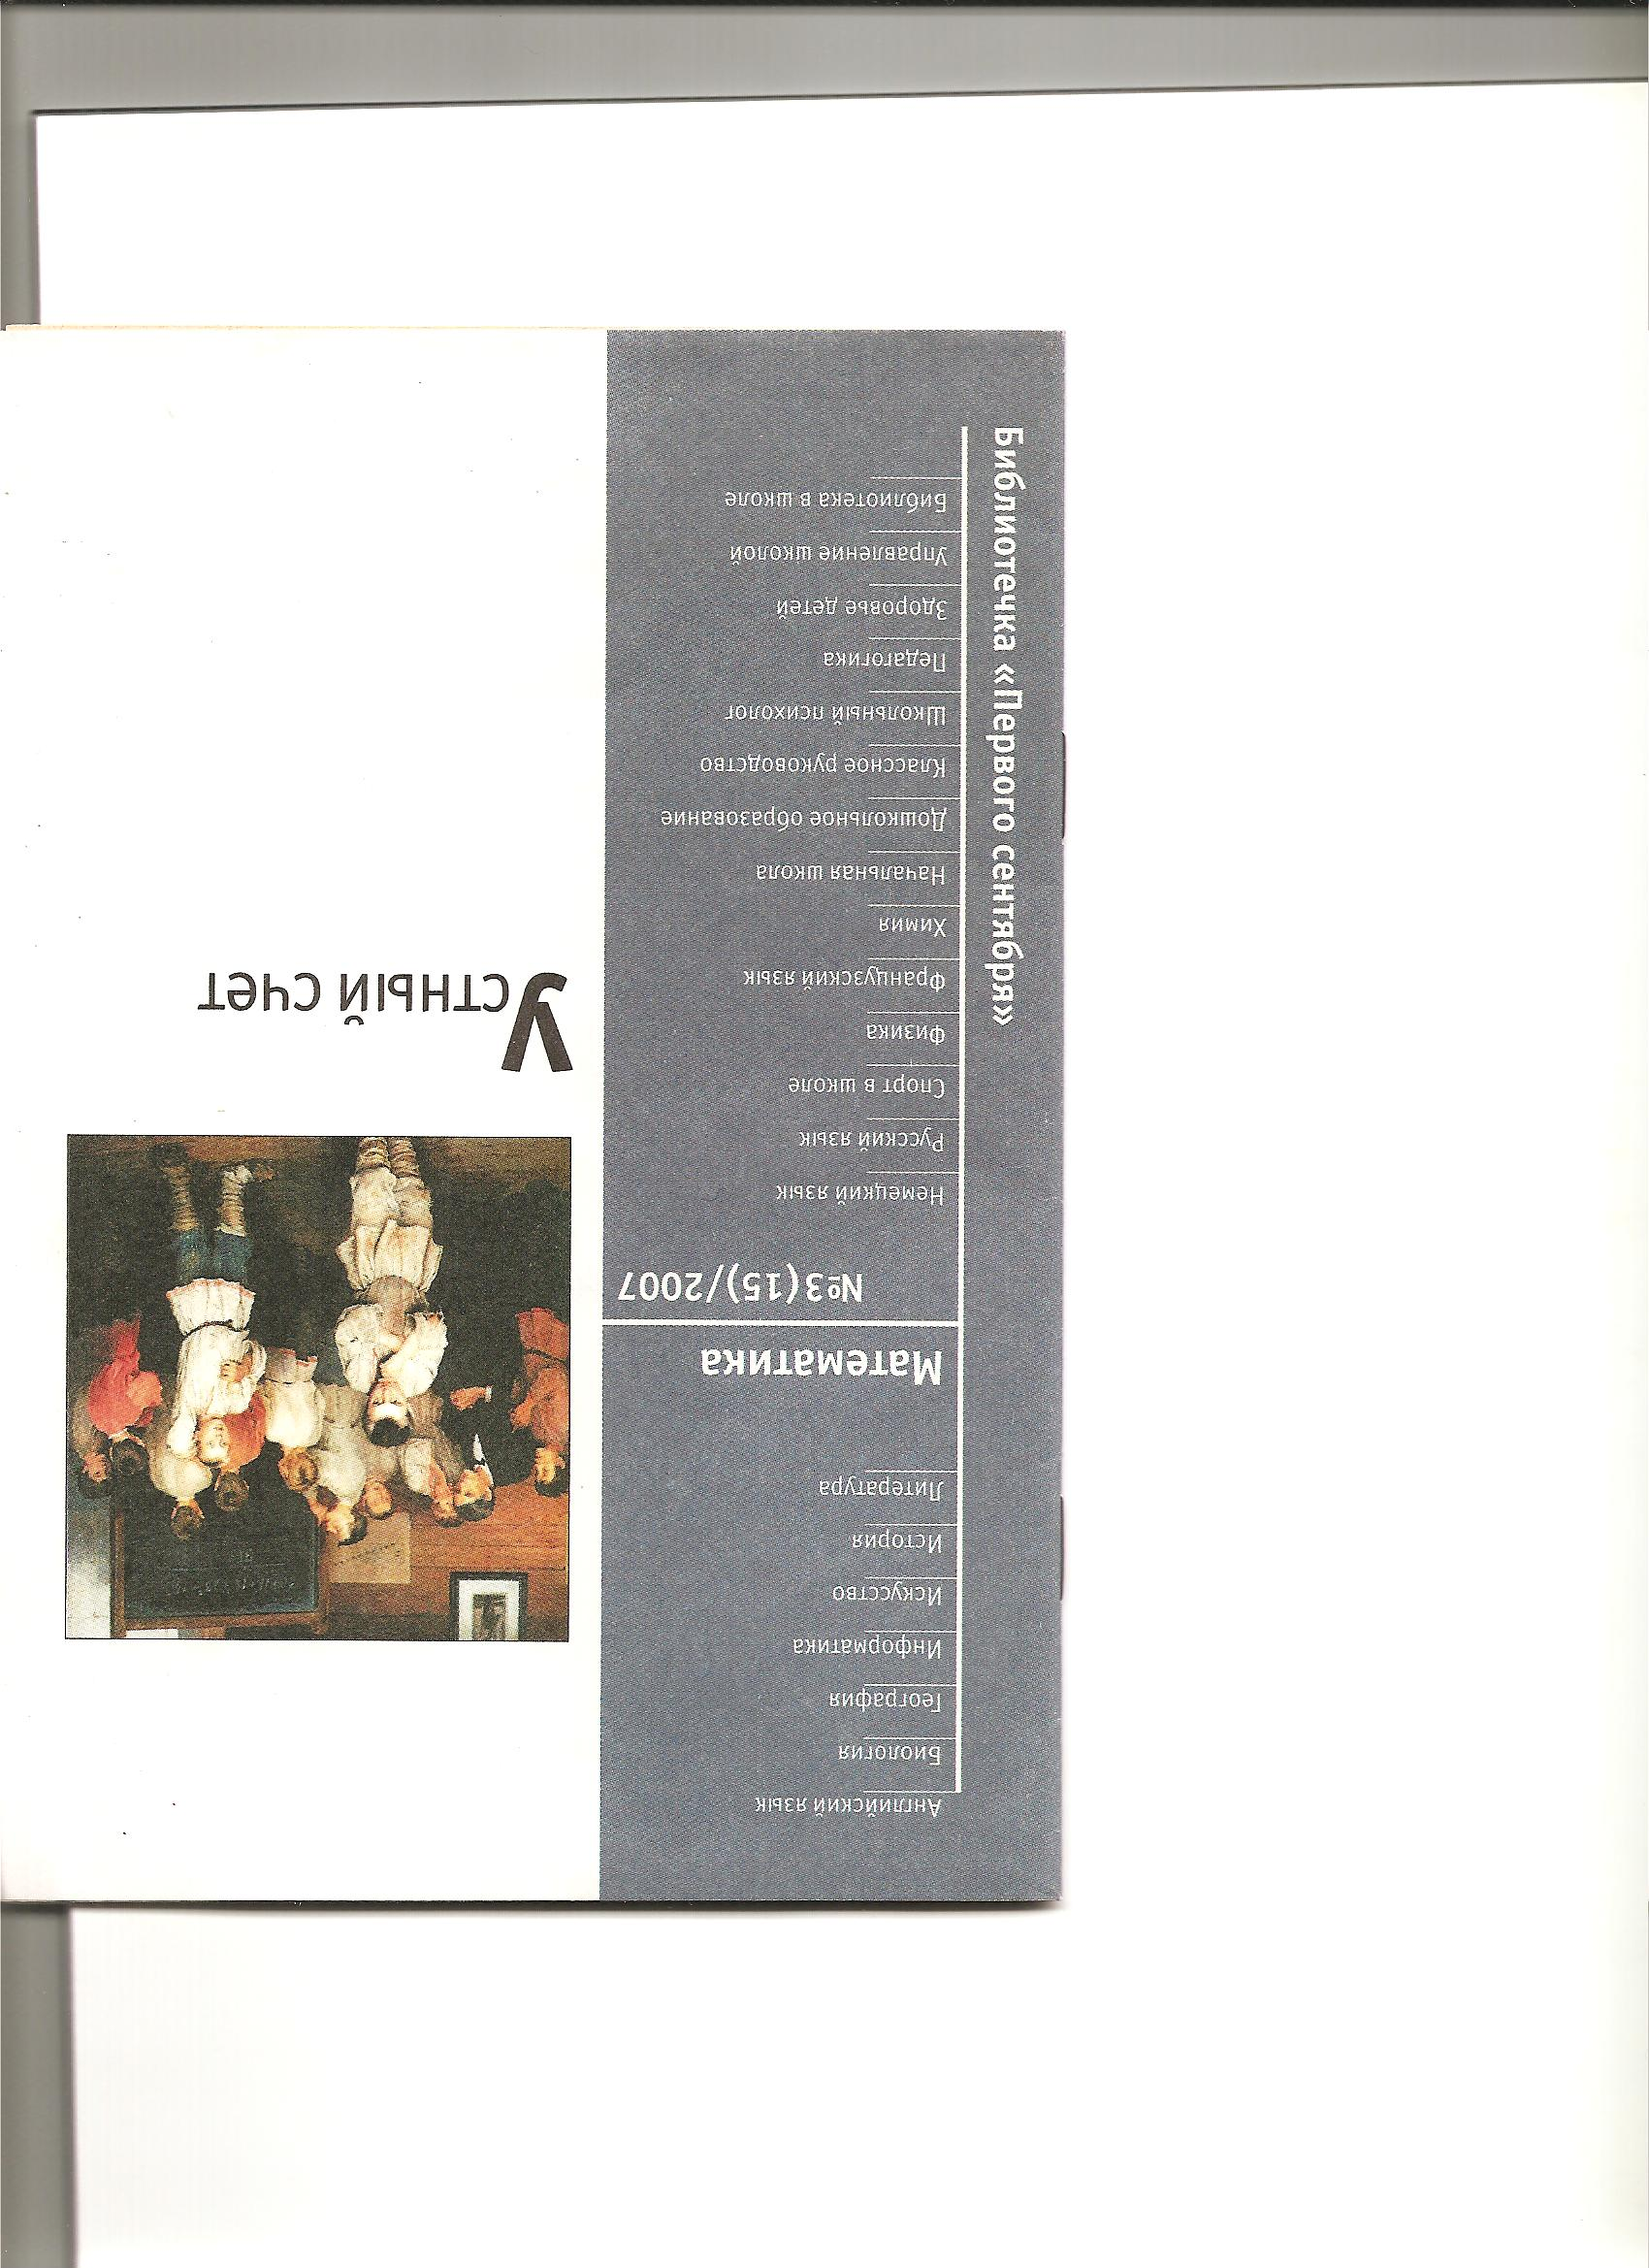 Библиотечка «Первого сентября»
Английский язык
Биология
География
Информатика
Искусство
История
Литература
Математика
№3(15)/2007
Немецкий язык
Русский язык
Спорт в школе
Физика
Французский язык
Химия
Начальная школа
Дошкольное образование
Классное руководство
Школьный психолог
Педагогика
Здоровье детей
Управление школой
Библиотека в школе
Устный счет